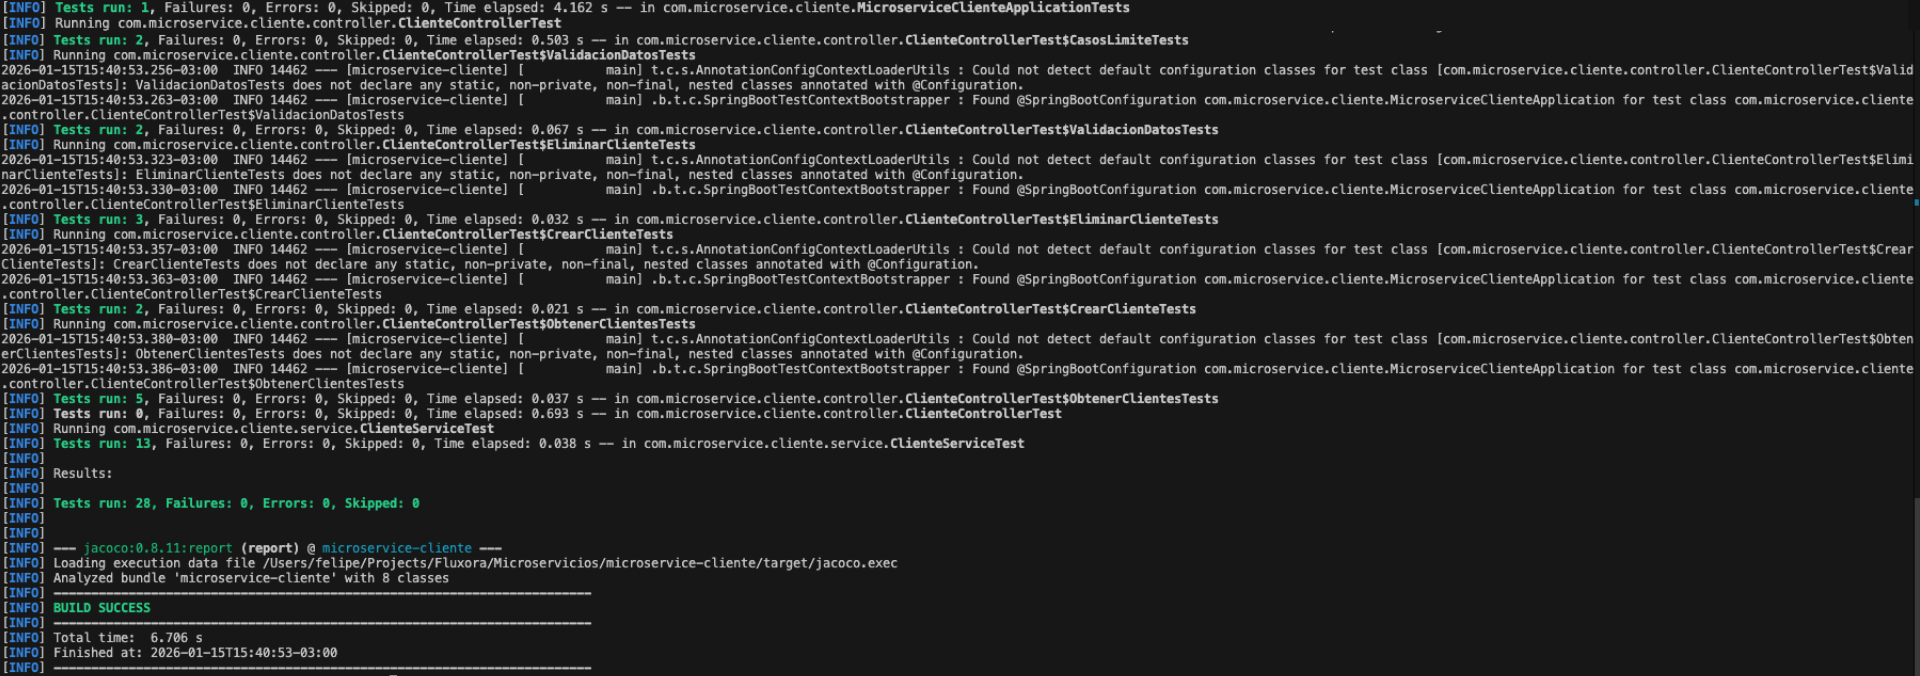 [INFO] Tests run: 1, Failures: 0, Errors: 0, Skipped: 0, Time elapsed: 4.162 s -- in com.microservice.cliente.MicroserviceClienteApplicationTests
[INFO] Running com.microservice.cliente.controller.ClienteControllerTest
[INFO] Tests run: 2, Failures: 0, Errors: 0, Skipped: 0, Time elapsed: 0.503 s -- in com.microservice.cliente.controller.ClienteControllerTest$CasosLimiteTests
[INFO] Running com.microservice.cliente.controller.ClienteControllerTest$ValidacionDatosTests
2026-01-15T15:40:53.256-03:00  INFO 14462 --- [microservice-cliente] [           main] t.c.s.AnnotationConfigContextLoaderUtils : Could not detect default configuration classes for test class [com.microservice.cliente.controller.ClienteControllerTest$Valid
acionDatosTests]: ValidacionDatosTests does not declare any static, non-private, non-final, nested classes annotated with @Configuration.
2026-01-15T15:40:53.263-03:00  INFO 14462 --- [microservice-cliente] [           main] .b.t.c.SpringBootTestContextBootstrapper : Found @SpringBootConfiguration com.microservice.cliente.MicroserviceClienteApplication for test class com.microservice.cliente
.controller.ClienteControllerTest$ValidacionDatosTests
[INFO] Tests run: 2, Failures: 0, Errors: 0, Skipped: 0, Time elapsed: 0.067 s -- in com.microservice.cliente.controller.ClienteControllerTest$ValidacionDatosTests
[INFO] Running com.microservice.cliente.controller.ClienteControllerTest$EliminarClienteTests
2026-01-15T15:40:53.323-03:00  INFO 14462 --- [microservice-cliente] [           main] t.c.s.AnnotationConfigContextLoaderUtils : Could not detect default configuration classes for test class [com.microservice.cliente.controller.ClienteControllerTest$Elimi
narClienteTests]: EliminarClienteTests does not declare any static, non-private, non-final, nested classes annotated with @Configuration.
2026-01-15T15:40:53.330-03:00  INFO 14462 --- [microservice-cliente] [           main] .b.t.c.SpringBootTestContextBootstrapper : Found @SpringBootConfiguration com.microservice.cliente.MicroserviceClienteApplication for test class com.microservice.cliente
.controller.ClienteControllerTest$EliminarClienteTests
[INFO] Tests run: 3, Failures: 0, Errors: 0, Skipped: 0, Time elapsed: 0.032 s -- in com.microservice.cliente.controller.ClienteControllerTest$EliminarClienteTests
[INFO] Running com.microservice.cliente.controller.ClienteControllerTest$CrearClienteTests
2026-01-15T15:40:53.357-03:00  INFO 14462 --- [microservice-cliente] [           main] t.c.s.AnnotationConfigContextLoaderUtils : Could not detect default configuration classes for test class [com.microservice.cliente.controller.ClienteControllerTest$Crear
ClienteTests]: CrearClienteTests does not declare any static, non-private, non-final, nested classes annotated with @Configuration.
2026-01-15T15:40:53.363-03:00  INFO 14462 --- [microservice-cliente] [           main] .b.t.c.SpringBootTestContextBootstrapper : Found @SpringBootConfiguration com.microservice.cliente.MicroserviceClienteApplication for test class com.microservice.cliente
.controller.ClienteControllerTest$CrearClienteTests
[INFO] Tests run: 2, Failures: 0, Errors: 0, Skipped: 0, Time elapsed: 0.021 s -- in com.microservice.cliente.controller.ClienteControllerTest$CrearClienteTests
[INFO] Running com.microservice.cliente.controller.ClienteControllerTest$ObtenerClientesTests
2026-01-15T15:40:53.380-03:00  INFO 14462 --- [microservice-cliente] [           main] t.c.s.AnnotationConfigContextLoaderUtils : Could not detect default configuration classes for test class [com.microservice.cliente.controller.ClienteControllerTest$Obten
erClientesTests]: ObtenerClientesTests does not declare any static, non-private, non-final, nested classes annotated with @Configuration.
2026-01-15T15:40:53.386-03:00  INFO 14462 --- [microservice-cliente] [           main] .b.t.c.SpringBootTestContextBootstrapper : Found @SpringBootConfiguration com.microservice.cliente.MicroserviceClienteApplication for test class com.microservice.cliente
.controller.ClienteControllerTest$ObtenerClientesTests
[INFO] Tests run: 5, Failures: 0, Errors: 0, Skipped: 0, Time elapsed: 0.037 s -- in com.microservice.cliente.controller.ClienteControllerTest$ObtenerClientesTests
[INFO] Tests run: 0, Failures: 0, Errors: 0, Skipped: 0, Time elapsed: 0.693 s -- in com.microservice.cliente.controller.ClienteControllerTest
[INFO] Running com.microservice.cliente.service.ClienteServiceTest
[INFO] Tests run: 13, Failures: 0, Errors: 0, Skipped: 0, Time elapsed: 0.038 s -- in com.microservice.cliente.service.ClienteServiceTest
[INFO]
[INFO] Results:
[INFO]
[INFO] Tests run: 28, Failures: 0, Errors: 0, Skipped: 0
[INFO]
[INFO]
[INFO] --- jacoco:0.8.11:report (report) @ microservice-cliente ---
[INFO] Loading execution data file /Users/felipe/Projects/Fluxora/Microservicios/microservice-cliente/target/jacoco.exec
[INFO] Analyzed bundle 'microservice-cliente' with 8 classes
[INFO] ------------------------------------------------------------------------
[INFO] BUILD SUCCESS
[INFO] ------------------------------------------------------------------------
[INFO] Total time:  6.706 s
[INFO] Finished at: 2026-01-15T15:40:53-03:00
[INFO] ------------------------------------------------------------------------